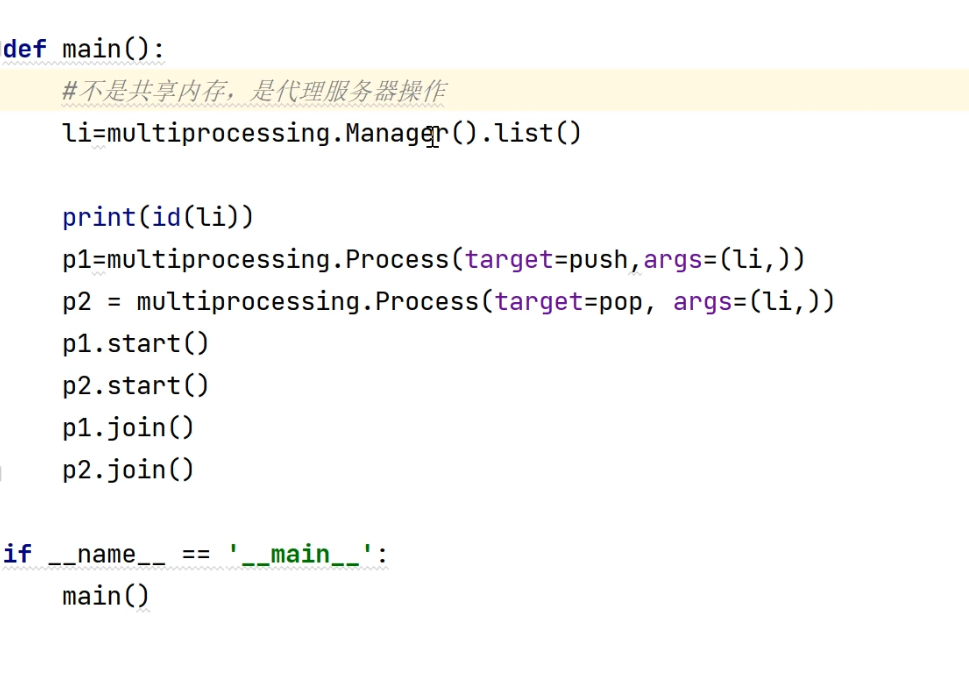 def main():
#不是共享内存，是代理服务器操作
li=multiprocessing.Manager().list()
print(id(li))
p1=multiprocessing.Process(target=push,args=(li,))
p2 = multiprocessing.Process(target=pop, args=(li,))
p1.start()
p2.start()
p1.join()
p2.join()
if __name__ == '__main__':
main()